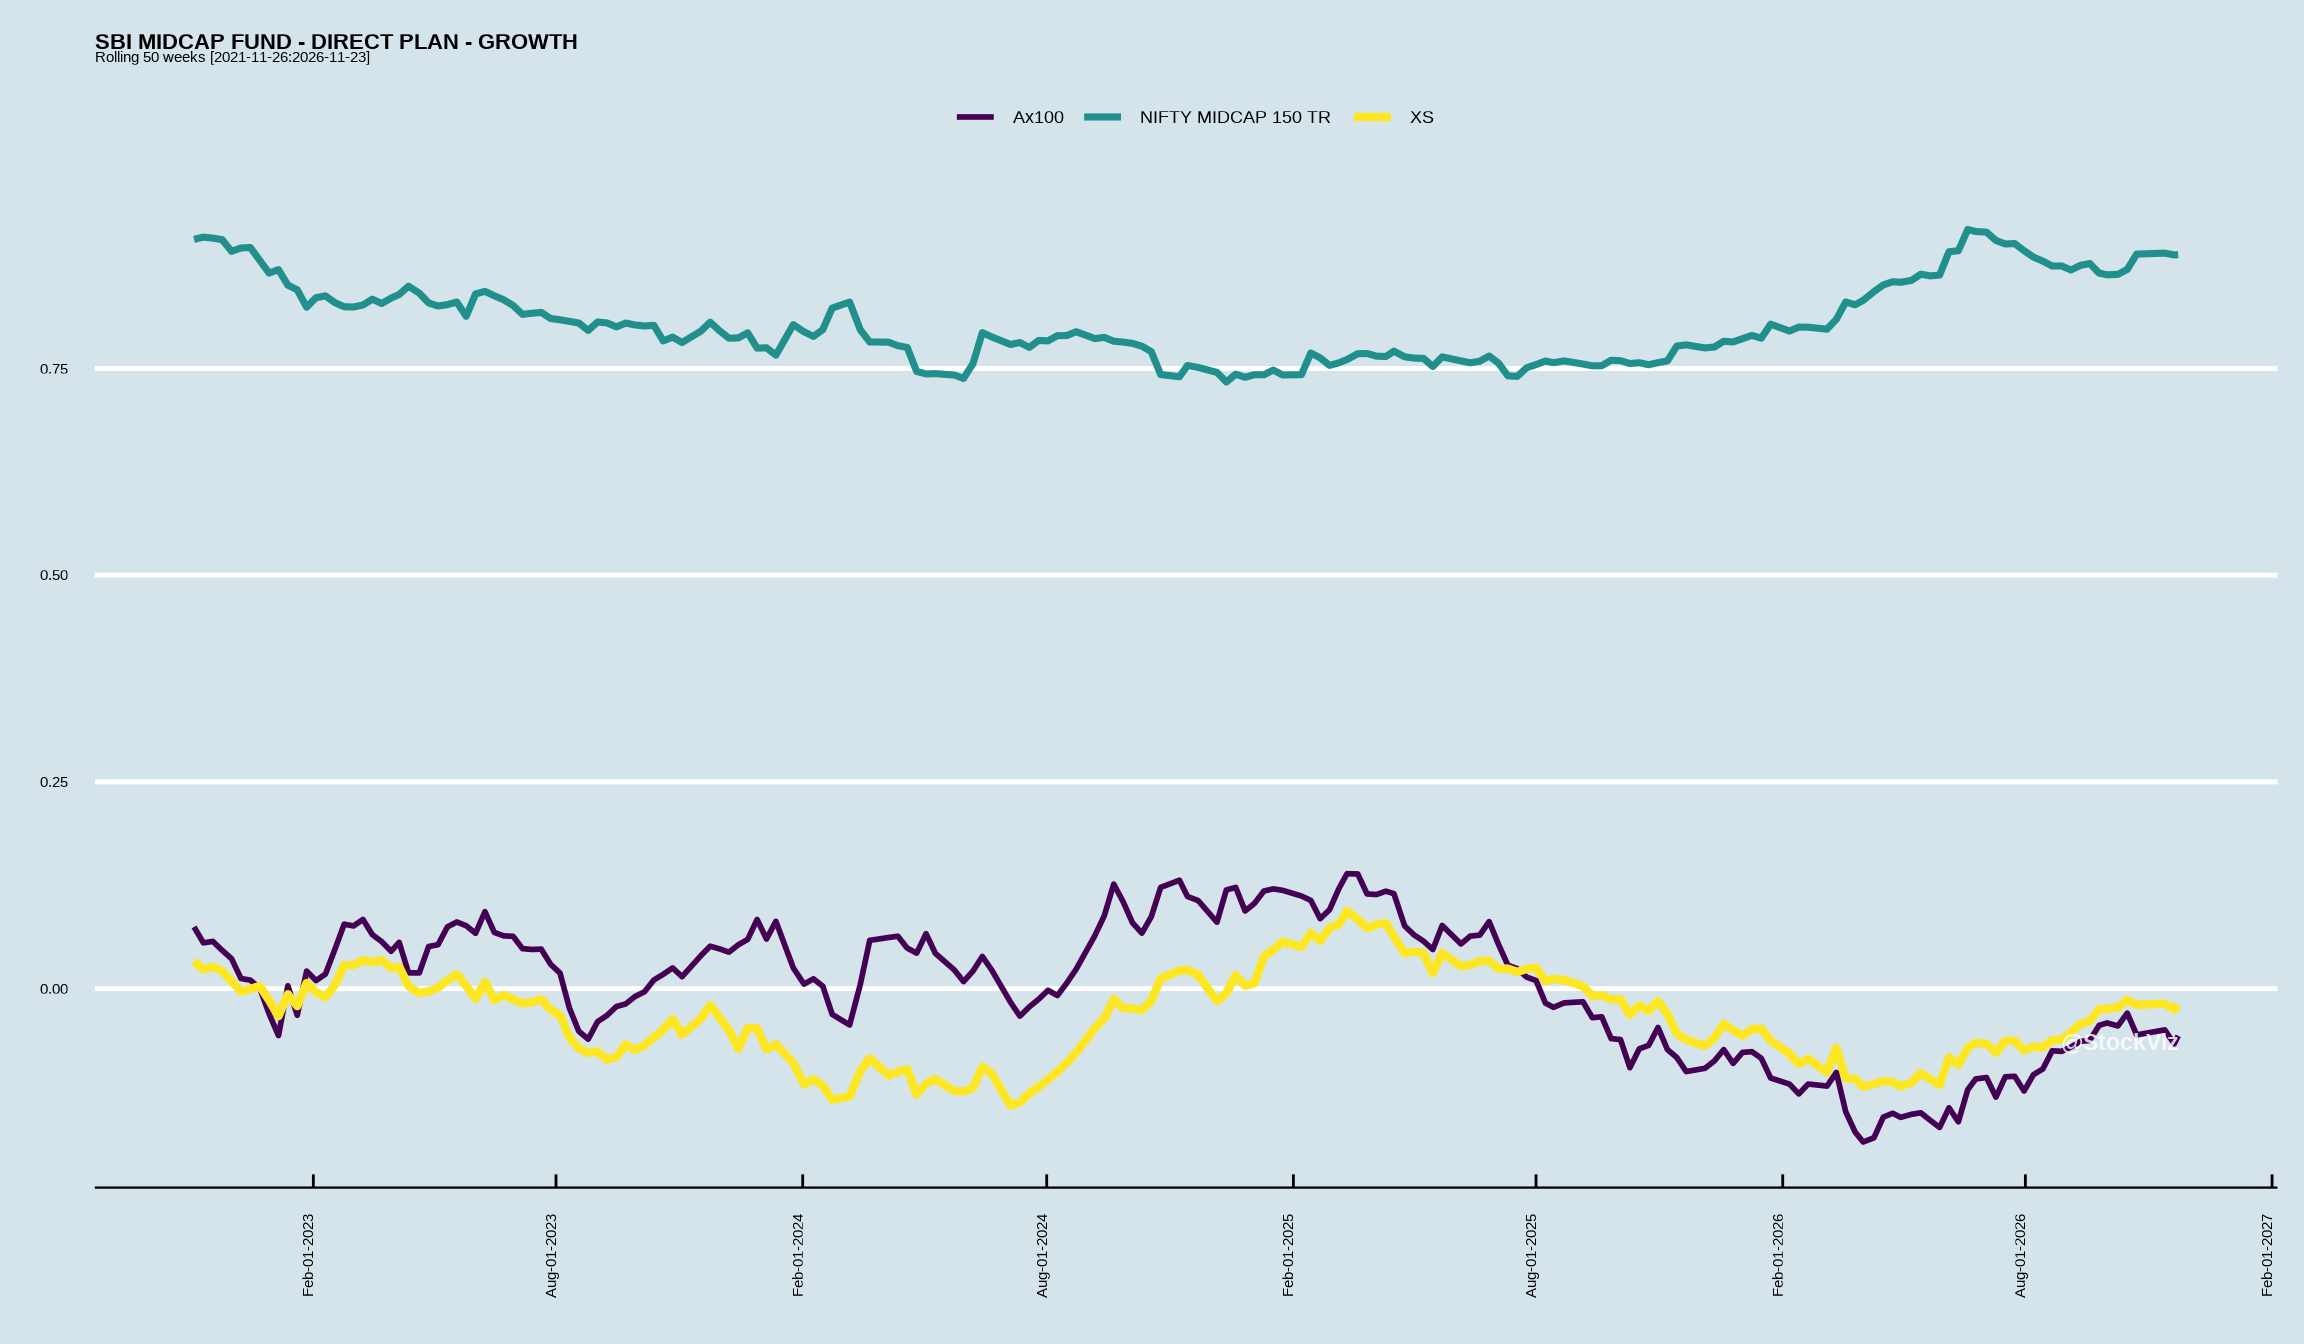 SBI MIDCAP FUND - DIRECT PLAN - GROWTH
Rolling 50 weeks [2021-11-26:2026-11-23]
Ax100 NIFTY MIDCAP 150 TR XS
0.75
0.50
0.25
0.00
@StockViz
Feb-01-2023 Aug-01-2023 Feb-01-2024 Aug-01-2024 Feb-01-2025 Aug-01-2025 Feb-01-2026 Aug-01-2026 Feb-01-2027